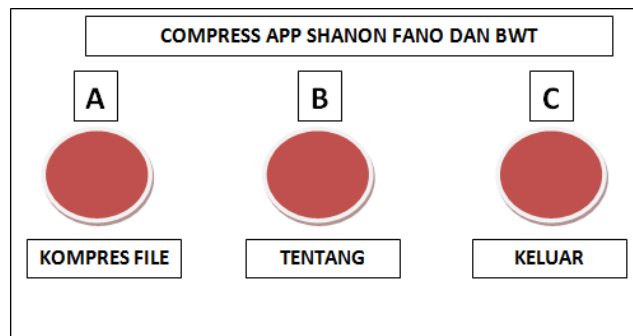 COMPRESS APP SHANON FANO DAN BWT
A
B
C
KOMPRES FILE
TENTANG
KELUAR